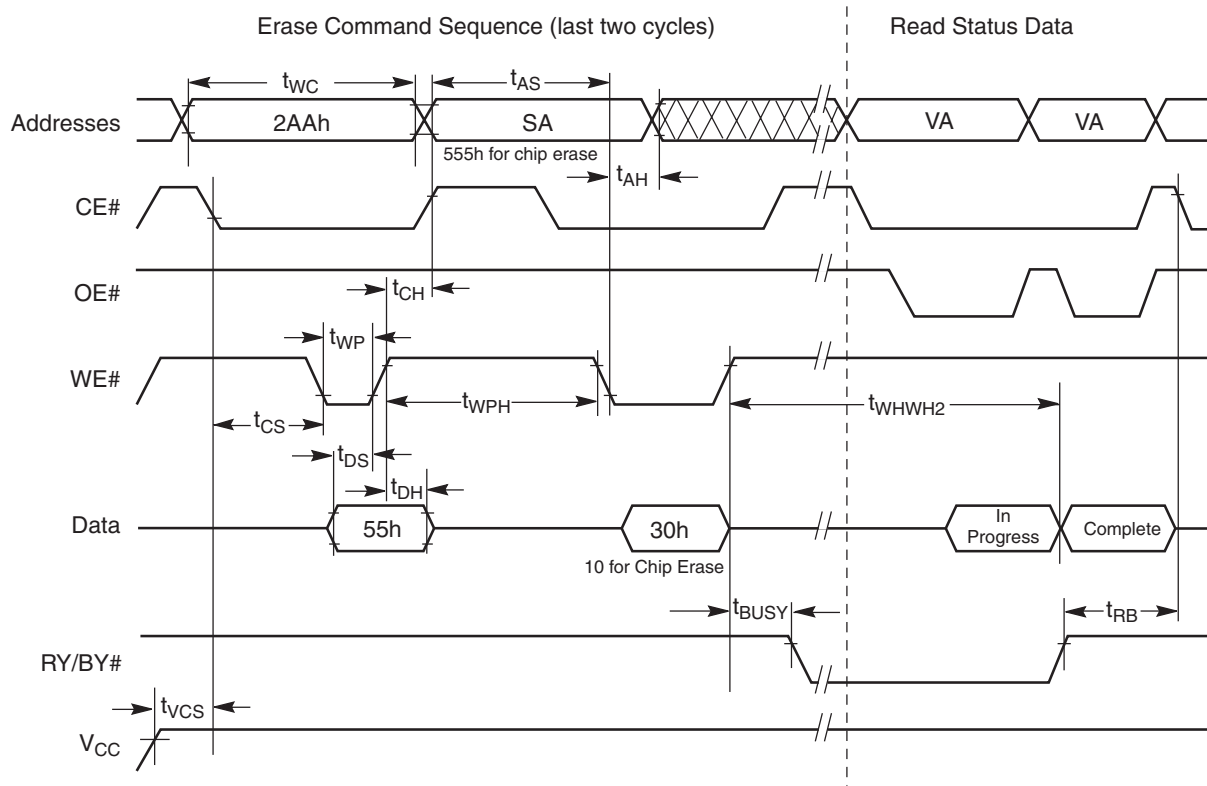 Erase Command Sequence (last two cycles)
Read Status Data
tWC
tAS
Addresses
2AAh
SA
VA
VA
555h for chip erase
tAH
CE#
OE#
tCH
tWP
WE#
tWPH
tWHWH2
tCS
tDS
tDH
Data
55h
30h
In
Progress
Complete
10 for Chip Erase
tBUSY
tRB
RY/BY#
tVCS
VCC